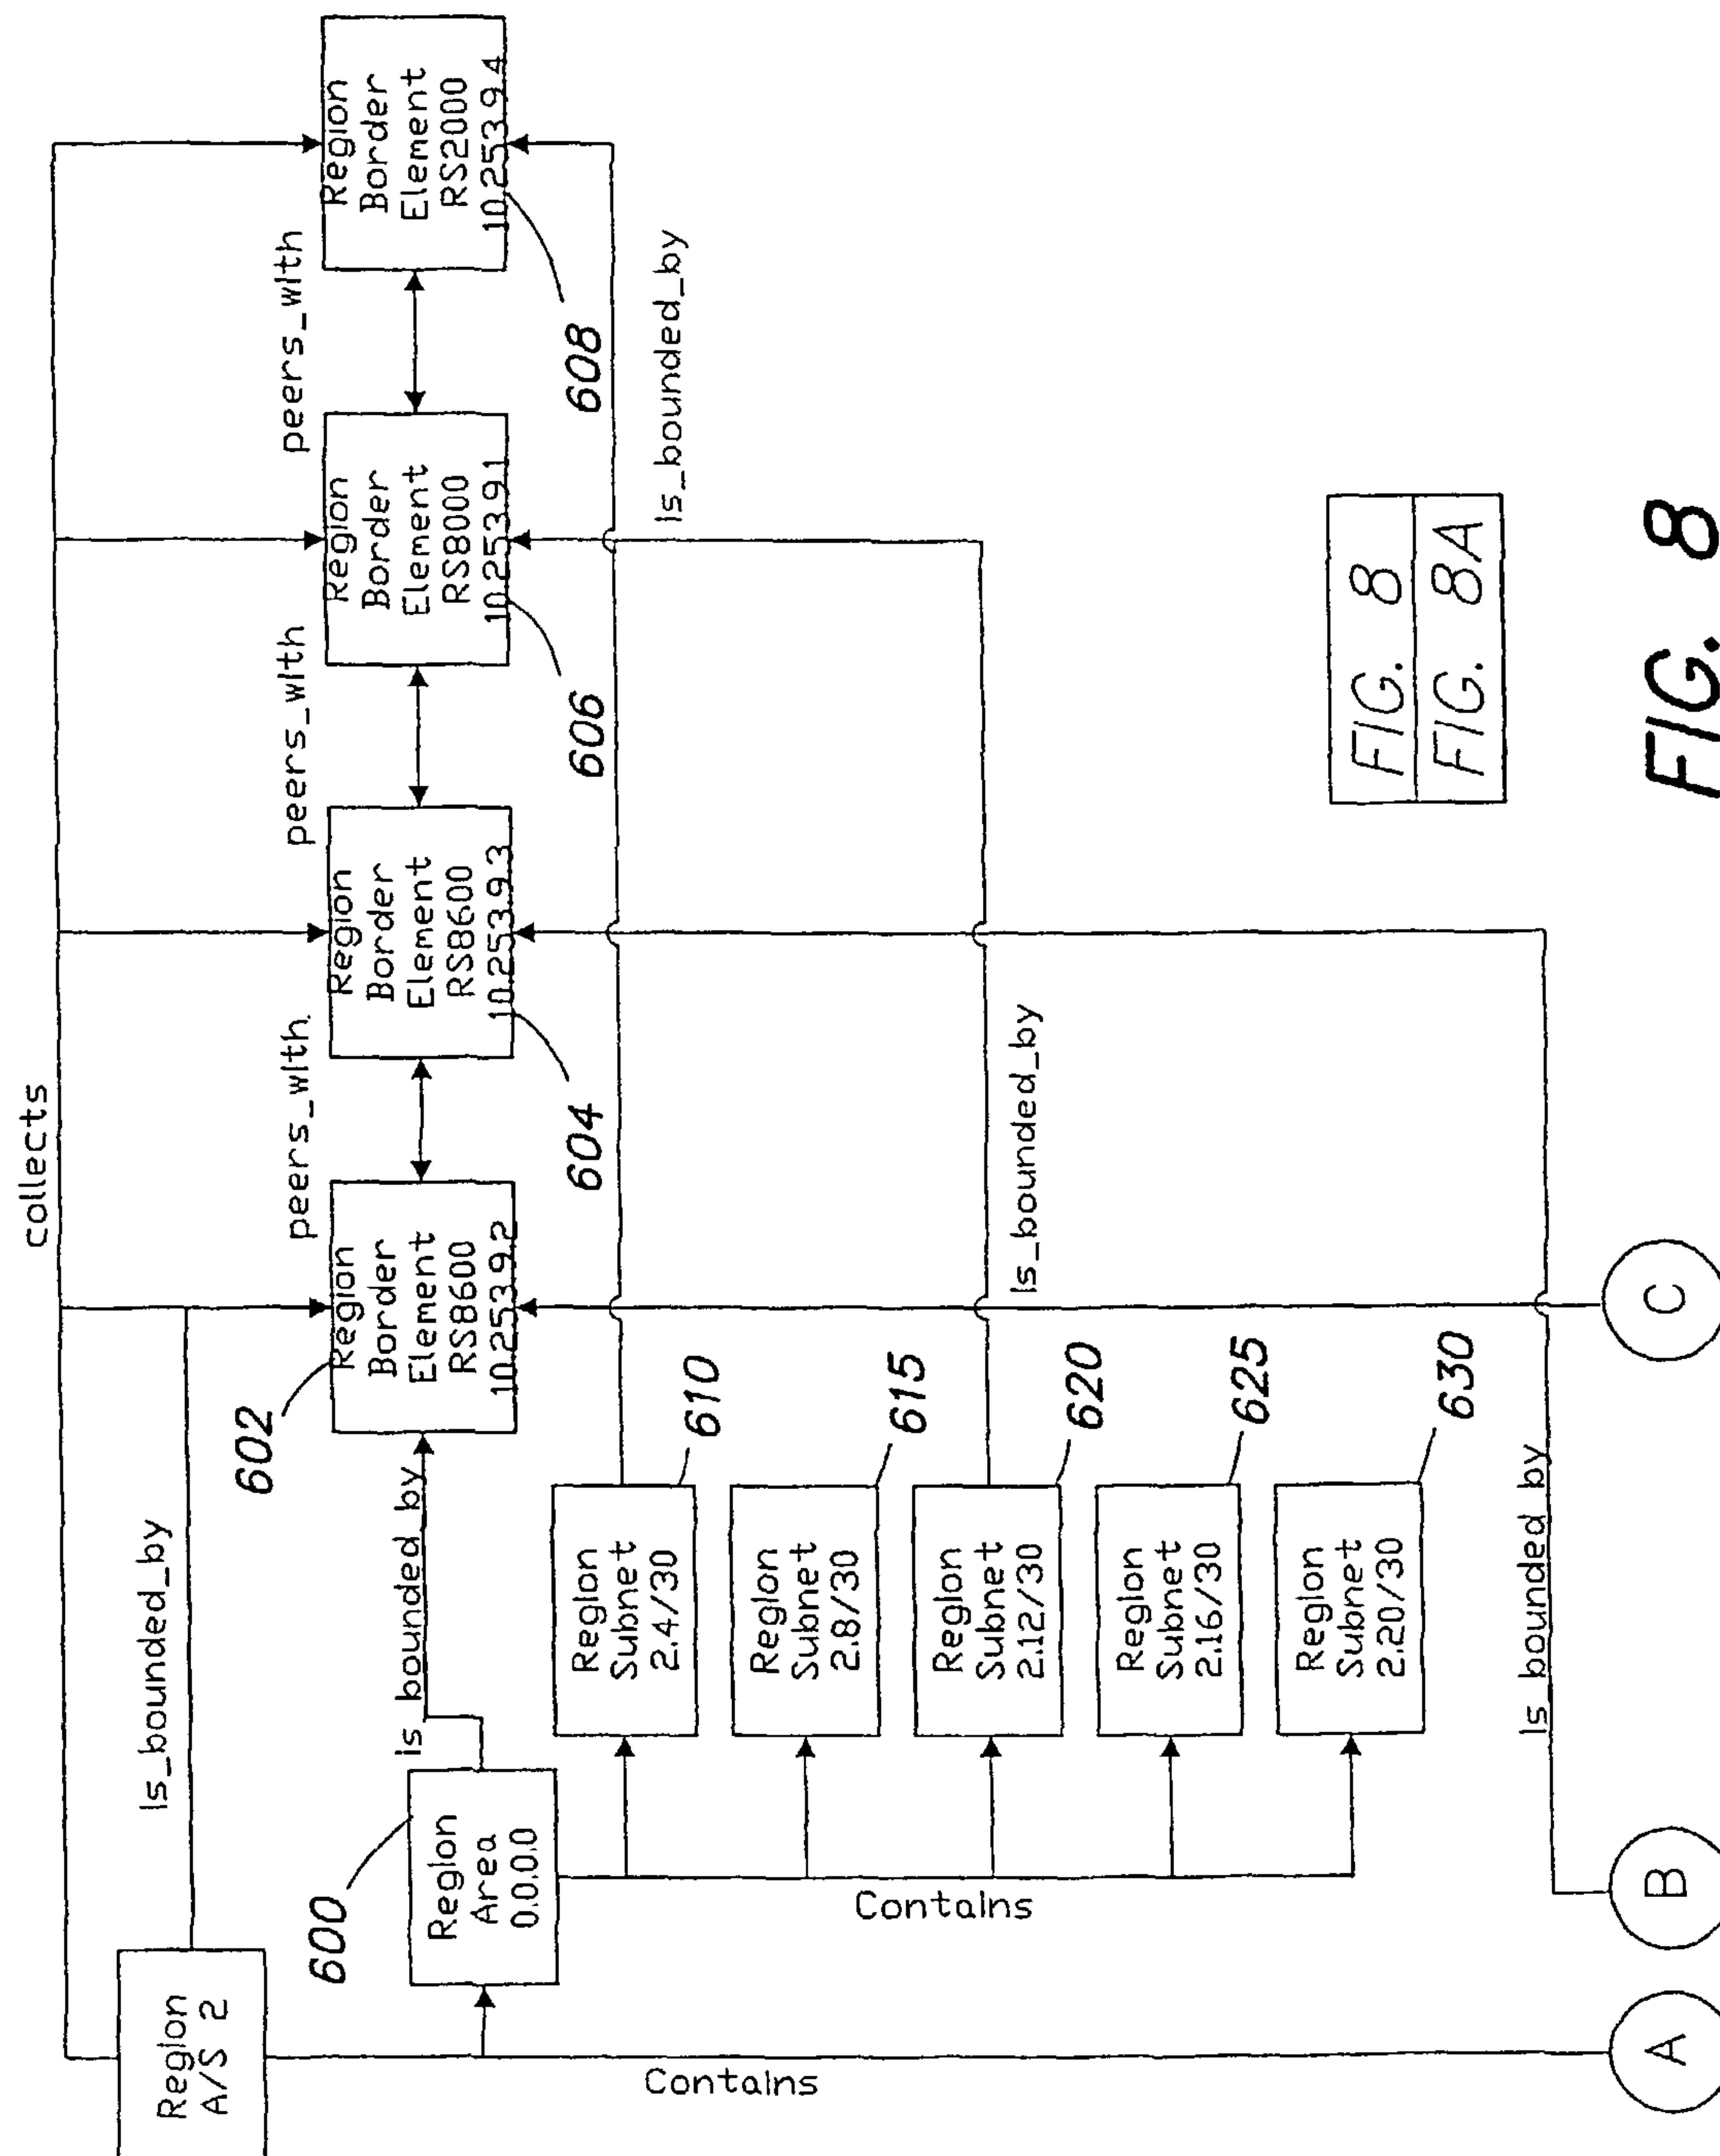 collects
Region
A/S 2
Is_bounded_by
Contains
600
Region
Area
0.0.0.0
is_bounded_by
Contains
602
Region
Border
Element
RS8600
10.253.9.2
peers_with
604
Region
Border
Element
RS8600
10.253.9.3
peers_with
606
Region
Border
Element
RS8000
10.253.9.1
peers_with
608
Region
Border
Element
RS2000
10.253.9.4
Is_bounded_by
Region
Subnet
2.4/30
610
Region
Subnet
2.8/30
615
Region
Subnet
2.12/30
620
Is_bounded_by
Region
Subnet
2.16/30
625
Region
Subnet
2.20/30
630
Is_bounded_by
A
B
C
FIG. 8
FIG. 8A
FIG. 8